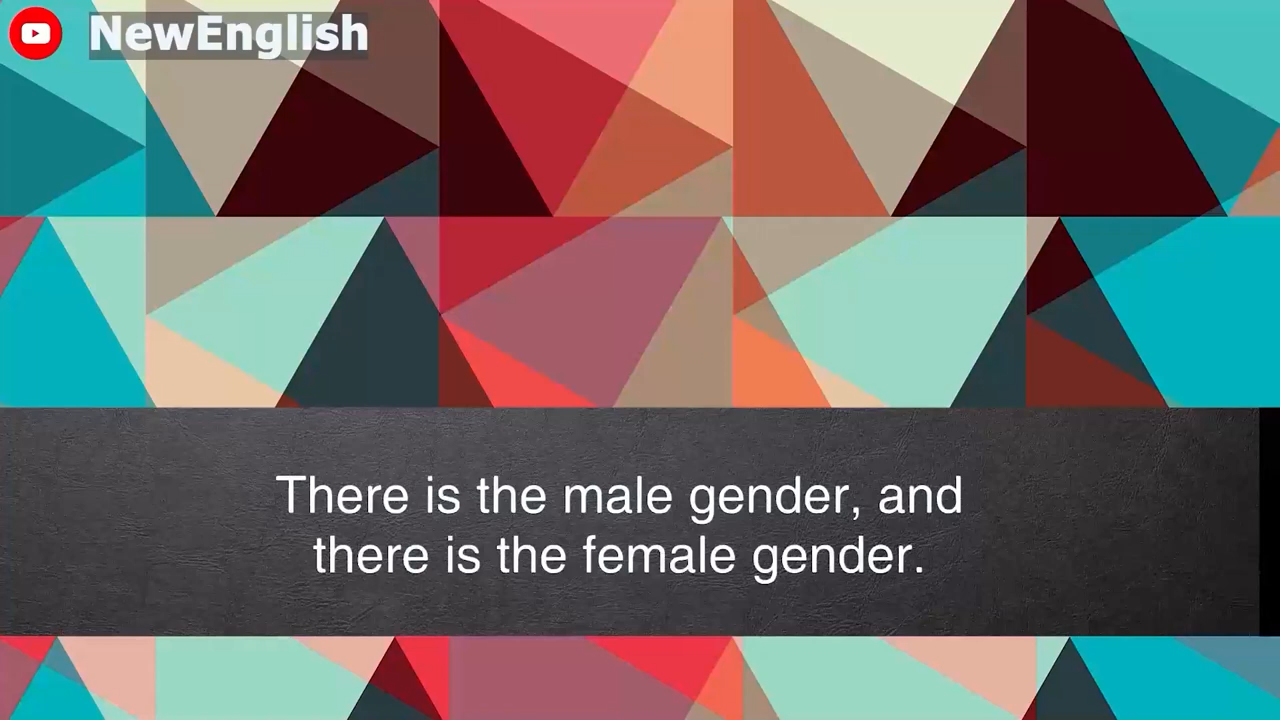 NewEnglish
There is the male gender, and
there is the female gender.